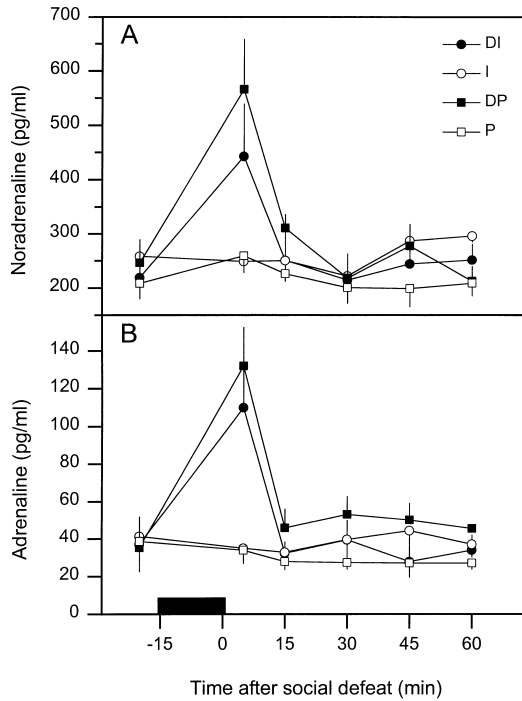 A
DI
I
DP
P
Noradrenaline (pg/ml)
700
600
500
400
300
200
B
Adrenaline (pg/ml)
140
120
100
80
60
40
20
0
-15 0 15 30 45 60
Time after social defeat (min)